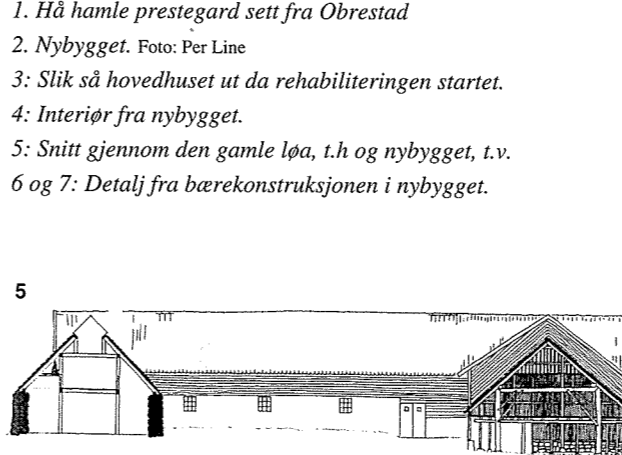 1. Hå hamle prestegard sett fra Obrestad
2. Nybygget. Foto: Per Line
3: Slik så hovedhuset ut da rehabiliteringen startet.
4: Interiør fra nybygget.
5: Snitt gjennom den gamle løa, t.h og nybygget, t.v.
6 og 7: Detalj fra bærekonstruksjonen i nybygget.
5